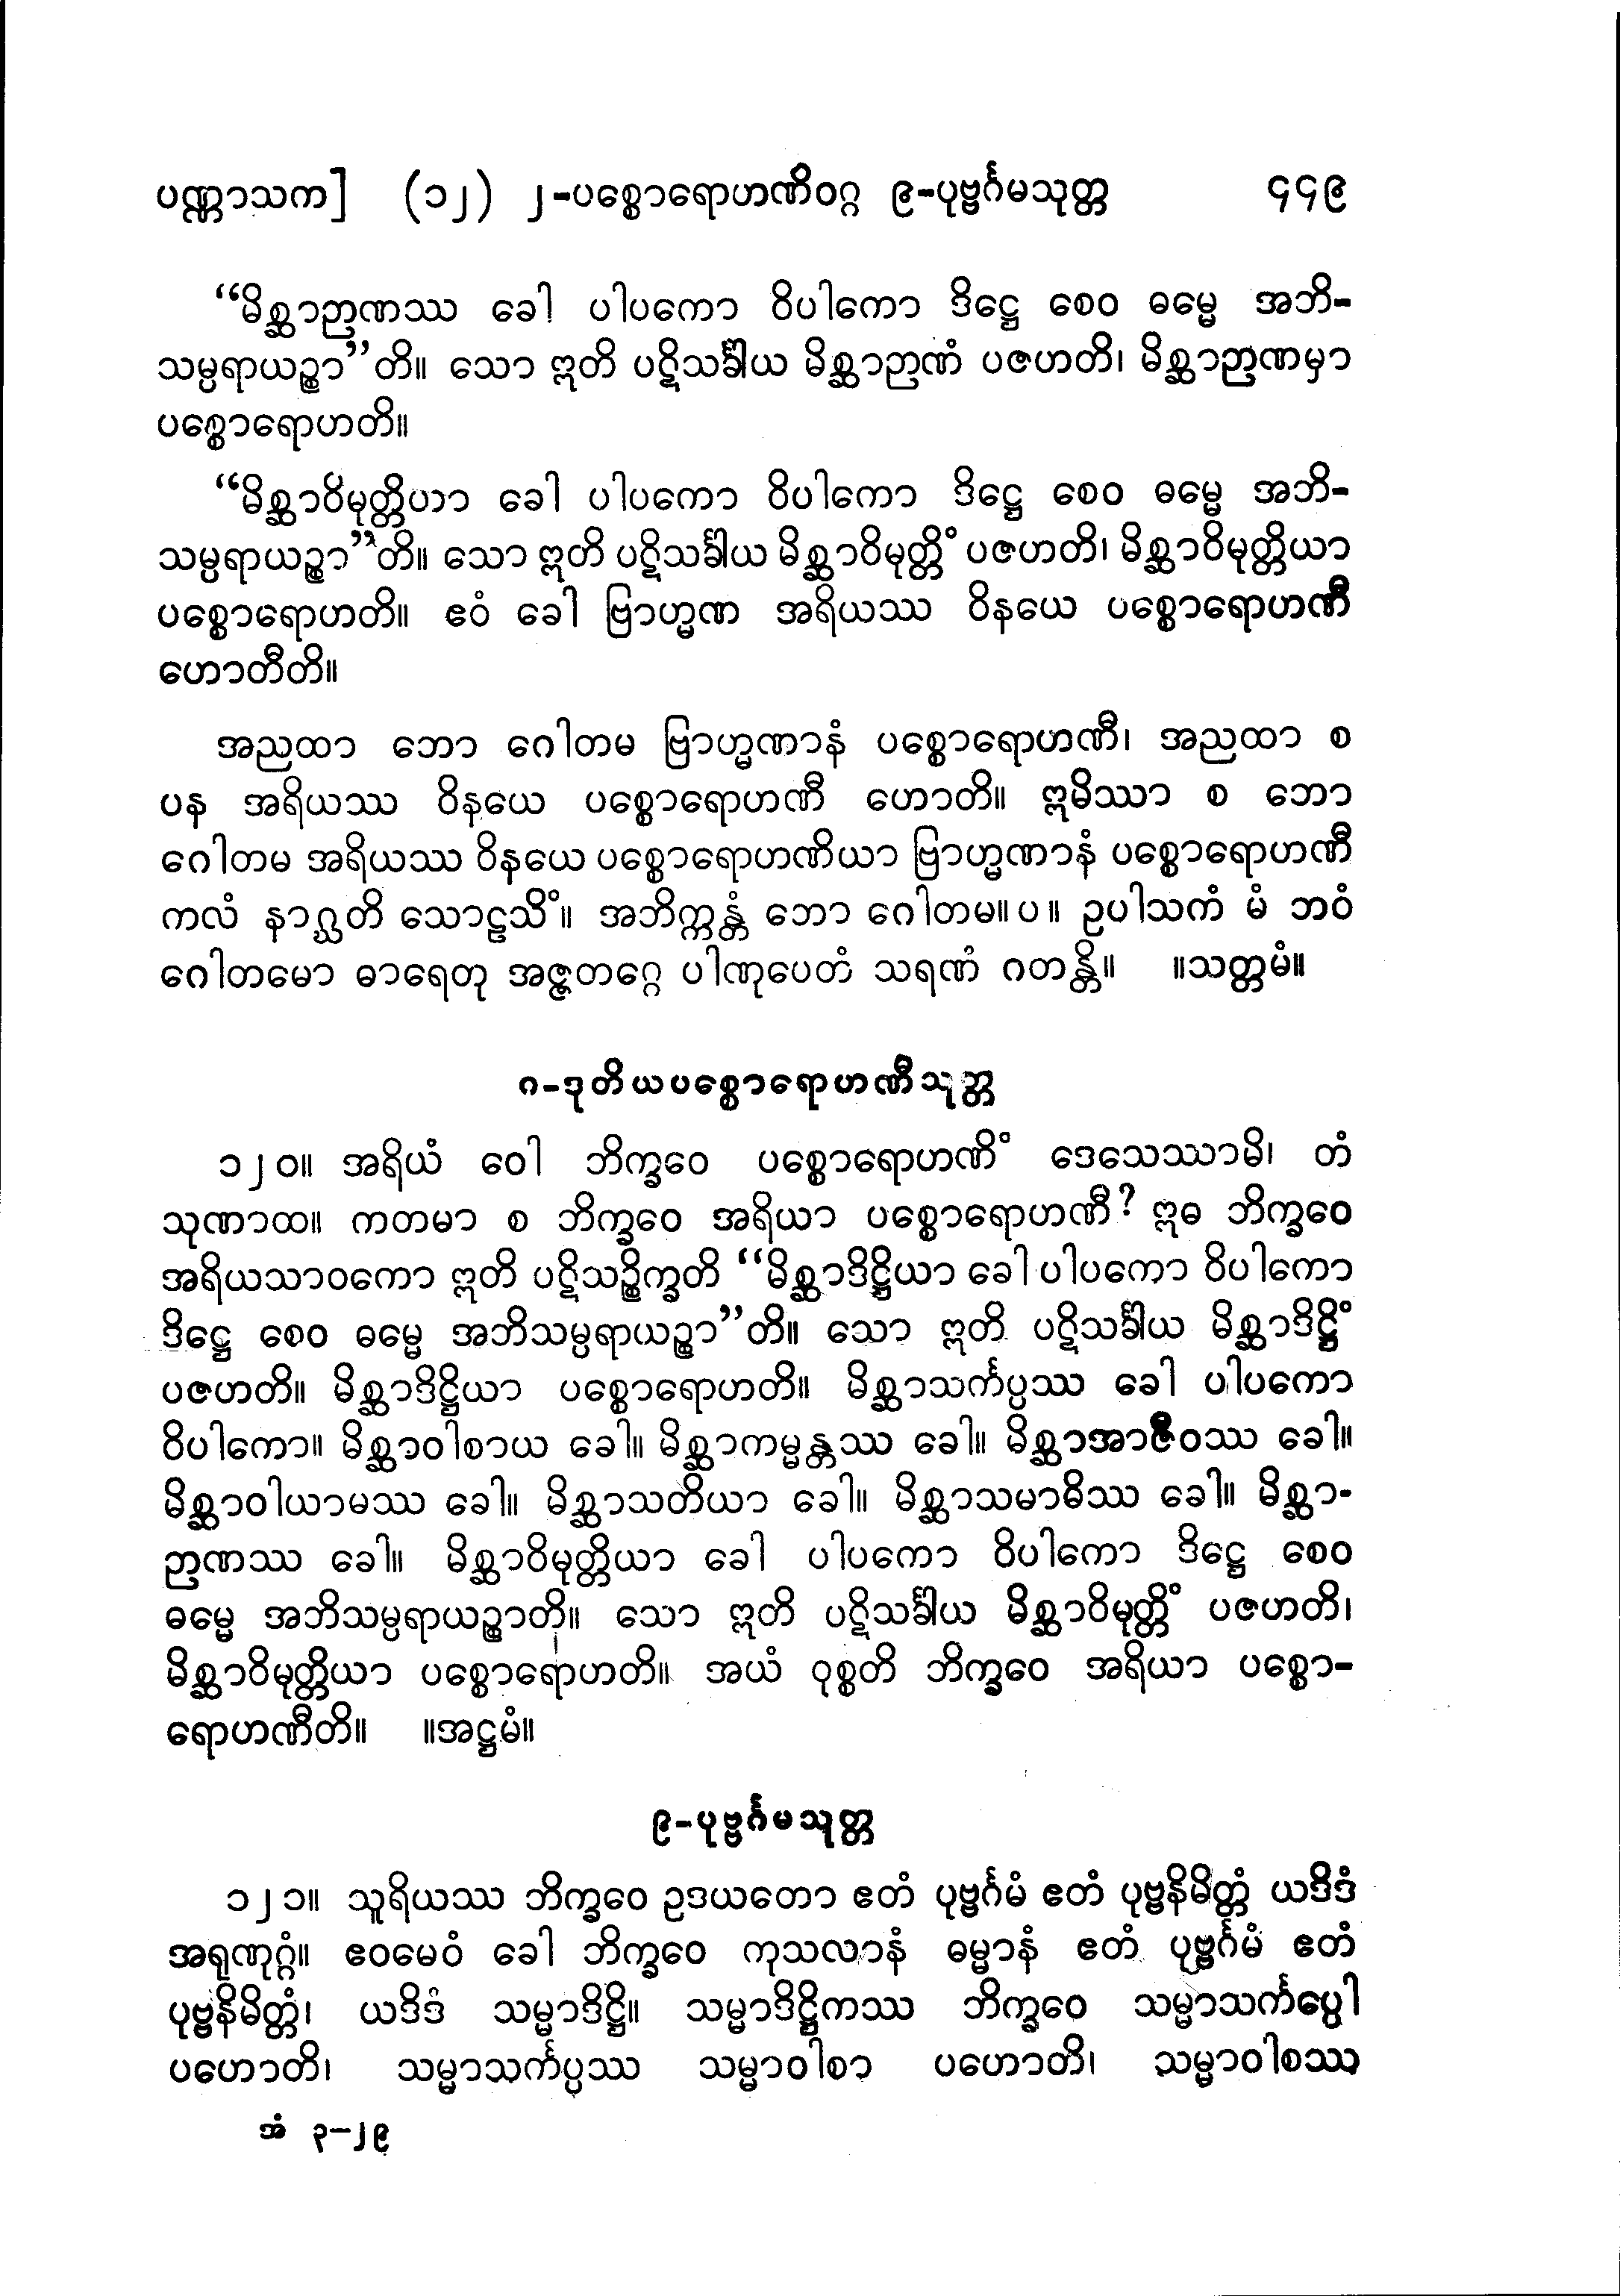 ပဏ္ဏာသက] (၁၂) ၂-ပစ္စောရောဟဏိဝဂ္ဂ ၉-ပုဗ္ဗင်္ဂမသုတ္တ ၄၄၉
“မိစ္ဆာဉာဏဿ ခေါ ပါပကော ဝိပါကော ဒိဋ္ဌေ စေဝ ဓမ္မေ အဘိ-
သမ္ပရာယဉ္စာ”တိ။ သော ဣတိ ပဋိသင်္ခါယ မိစ္ဆာဉာဏံ ပဇဟတိ၊ မိစ္ဆာဉာဏမှာ
ပစ္စောရောဟတိ။
“မိစ္ဆာဝိမုတ္တိယာ ခေါ ပါပကော ဝိပါကော ဒိဋ္ဌေ စေဝ ဓမ္မေ အဘိ-
သမ္ပရာယဉ္စာ”တိ။ သော ဣတိ ပဋိသင်္ခါယ မိစ္ဆာဝိမုတ္တိံ ပဇဟတိ၊ မိစ္ဆာဝိမုတ္တိယာ
ပစ္စောရောဟတိ။ ဧဝံ ခေါ ဗြာဟ္မဏ အရိယဿ ဝိနယေ ပစ္စောရောဟဏီ
ဟောတီတိ။
အညထာ ဘော ဂေါတမ ဗြာဟ္မဏာနံ ပစ္စောရောဟဏီ၊ အညထာ စ
ပန အရိယဿ ဝိနယေ ပစ္စောရောဟဏီ ဟောတိ။ ဣမိဿာ စ ဘော
ဂေါတမ အရိယဿ ဝိနယေ ပစ္စောရောဟဏိယာ ဗြာဟ္မဏာနံ ပစ္စောရောဟဏီ
ကလံ နာဂ္ဃတိ သောဠသိံ။ အဘိက္ကန္တံ ဘော ဂေါတမ။ပ။ ဥပါသကံ မံ ဘဝံ
ဂေါတမော ဓာရေတု အဇ္ဇတဂ္ဂေ ပါဏုပေတံ သရဏံ ဂတန္တိ။ ။သတ္တမံ။
ဂ-ဒုတိယပစ္စောရောဟဏီသုတ္တ
၁၂၀။ အရိယံ ဝေါ ဘိက္ခဝေ ပစ္စောရောဟဏိံ ဒေသေဿာမိ၊ တံ
သုဏာထ။ ကတမာ စ ဘိက္ခဝေ အရိယာ ပစ္စောရောဟဏီ? ဣဓ ဘိက္ခဝေ
အရိယသာဝကော ဣတိ ပဋိသဉ္စိက္ခတိ “မိစ္ဆာဒိဋ္ဌိယာ ခေါ ပါပကော ဝိပါကော
ဒိဋ္ဌေ စေဝ ဓမ္မေ အဘိသမ္ပရာယဉ္စာ”တိ။ သော ဣတိ ပဋိသင်္ခါယ မိစ္ဆာဒိဋ္ဌိံ
ပဇဟတိ။ မိစ္ဆာဒိဋ္ဌိယာ ပစ္စောရောဟတိ။ မိစ္ဆာသင်္ကပ္ပဿ ခေါ ပါပကော
ဝိပါကော။ မိစ္ဆာဝါစာယ ခေါ။ မိစ္ဆာကမ္မန္တဿ ခေါ။ မိစ္ဆာအာဇီဝဿ ခေါ။
မိစ္ဆာဝါယာမဿ ခေါ။ မိစ္ဆာသတိယာ ခေါ။ မိစ္ဆာသမာဓိဿ ခေါ။ မိစ္ဆာ-
ဉာဏဿ ခေါ။ မိစ္ဆာဝိမုတ္တိယာ ခေါ ပါပကော ဝိပါကော ဒိဋ္ဌေ စေဝ
ဓမ္မေ အဘိသမ္ပရာယဉ္စာတိ။ သော ဣတိ ပဋိသင်္ခါယ မိစ္ဆာဝိမုတ္တိံ ပဇဟတိ၊
မိစ္ဆာဝိမုတ္တိယာ ပစ္စောရောဟတိ။ အယံ ဝုစ္စတိ ဘိက္ခဝေ အရိယာ ပစ္စော-
ရောဟဏီတိ။ ။အဋ္ဌမံ။
၉-ပုဗ္ဗင်္ဂမသုတ္တ
၁၂၁။ သူရိယဿ ဘိက္ခဝေ ဥဒယတော ဧတံ ပုဗ္ဗင်္ဂမံ ဧတံ ပုဗ္ဗနိမိတ္တံ ယဒိဒံ
အရုဏုဂ္ဂံ။ ဧဝမေဝံ ခေါ ဘိက္ခဝေ ကုသလာနံ ဓမ္မာနံ ဧတံ ပုဗ္ဗင်္ဂမံ ဧတံ
ပုဗ္ဗနိမိတ္တံ၊ ယဒိဒံ သမ္မာဒိဋ္ဌိ။ သမ္မာဒိဋ္ဌိကဿ ဘိက္ခဝေ သမ္မာသင်္ကပ္ပေါ
ပဟောတိ၊ သမ္မာသင်္ကပ္ပဿ သမ္မာဝါစာ ပဟောတိ၊ သမ္မာဝါစဿ
အံ ၃-၂၉